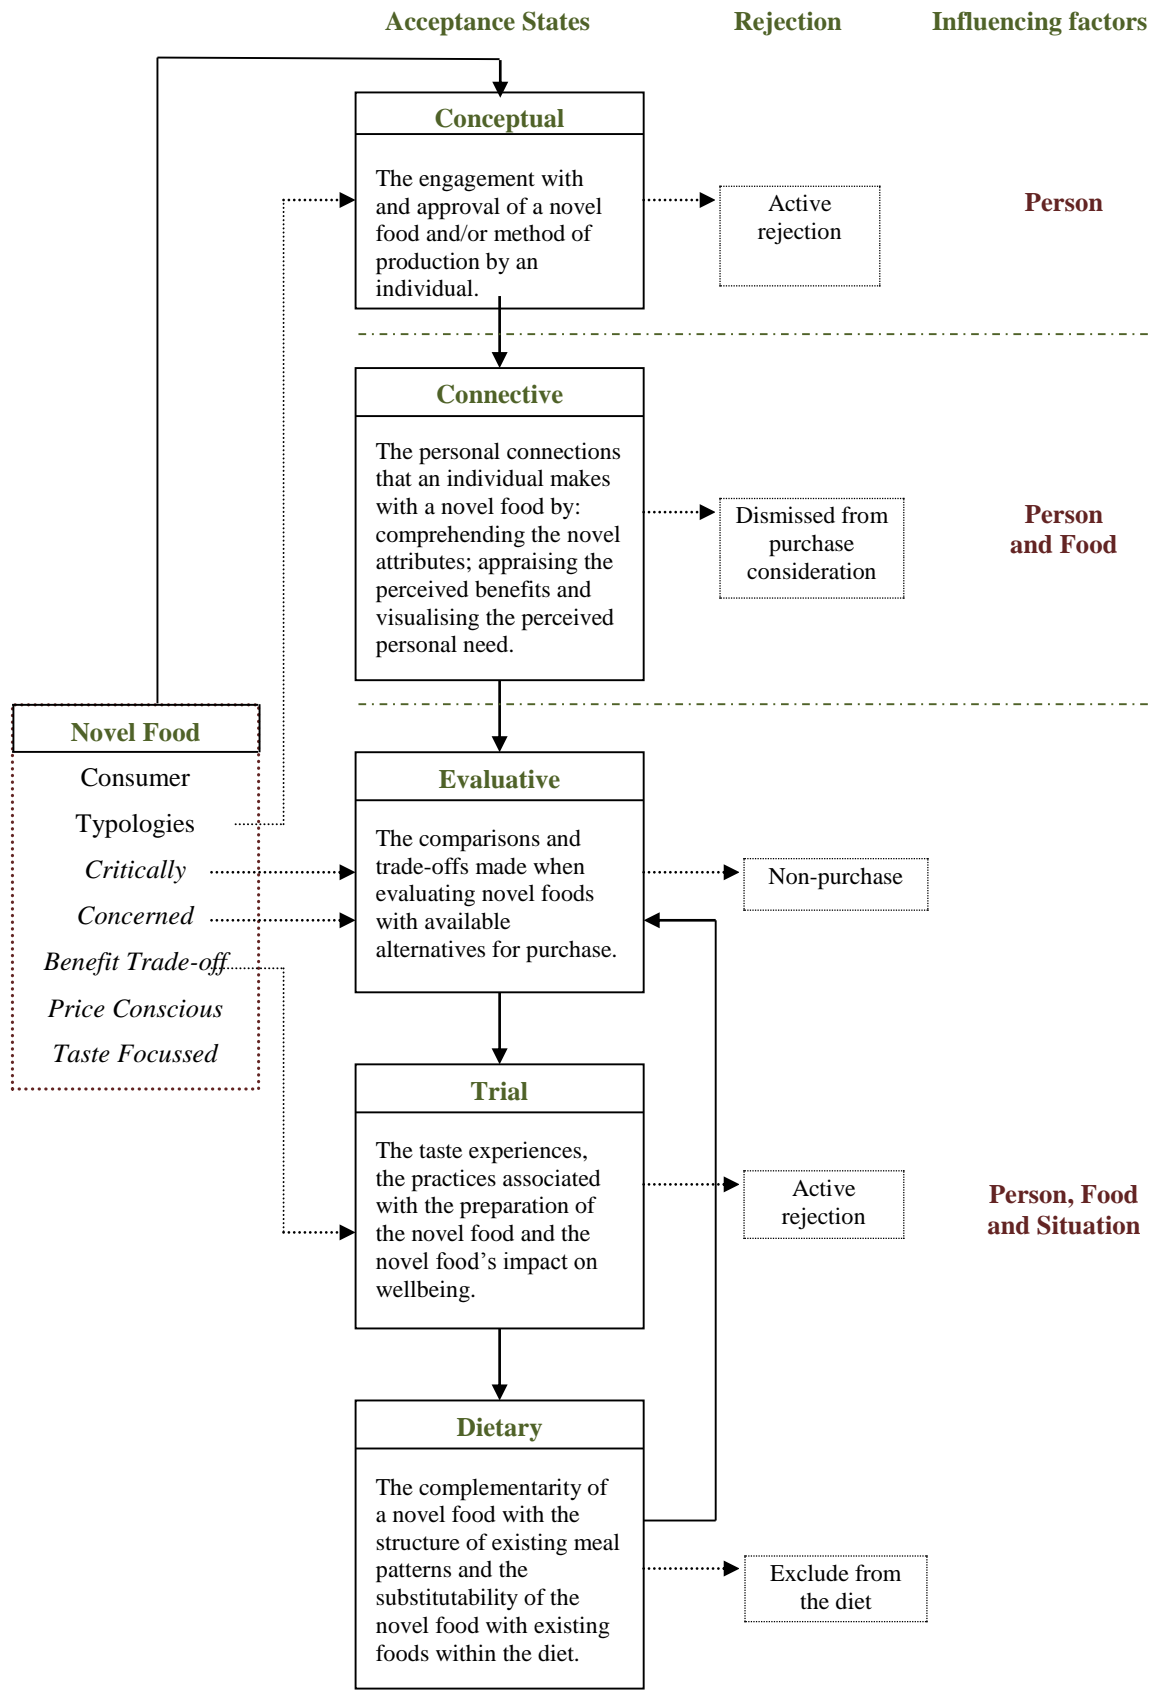 Acceptance States
Rejection
Influencing factors
Conceptual
The engagement with
and approval of a novel
food and/or method of
production by an
individual.
Active
rejection
Person
Connective
The personal connections
that an individual makes
with a novel food by:
comprehending the novel
attributes; appraising the
perceived benefits and
visualising the perceived
personal need.
Dismissed from
purchase
consideration
Person
and Food
Novel Food
Consumer
Typologies
Critically
Concerned
Benefit Trade-off
Price Conscious
Taste Focussed
Evaluative
The comparisons and
trade-offs made when
evaluating novel foods
with available
alternatives for purchase.
Non-purchase
Trial
The taste experiences,
the practices associated
with the preparation of
the novel food and the
novel food’s impact on
wellbeing.
Active
rejection
Person, Food
and Situation
Dietary
The complementarity of
a novel food with the
structure of existing meal
patterns and the
substitutability of the
novel food with existing
foods within the diet.
Exclude from
the diet